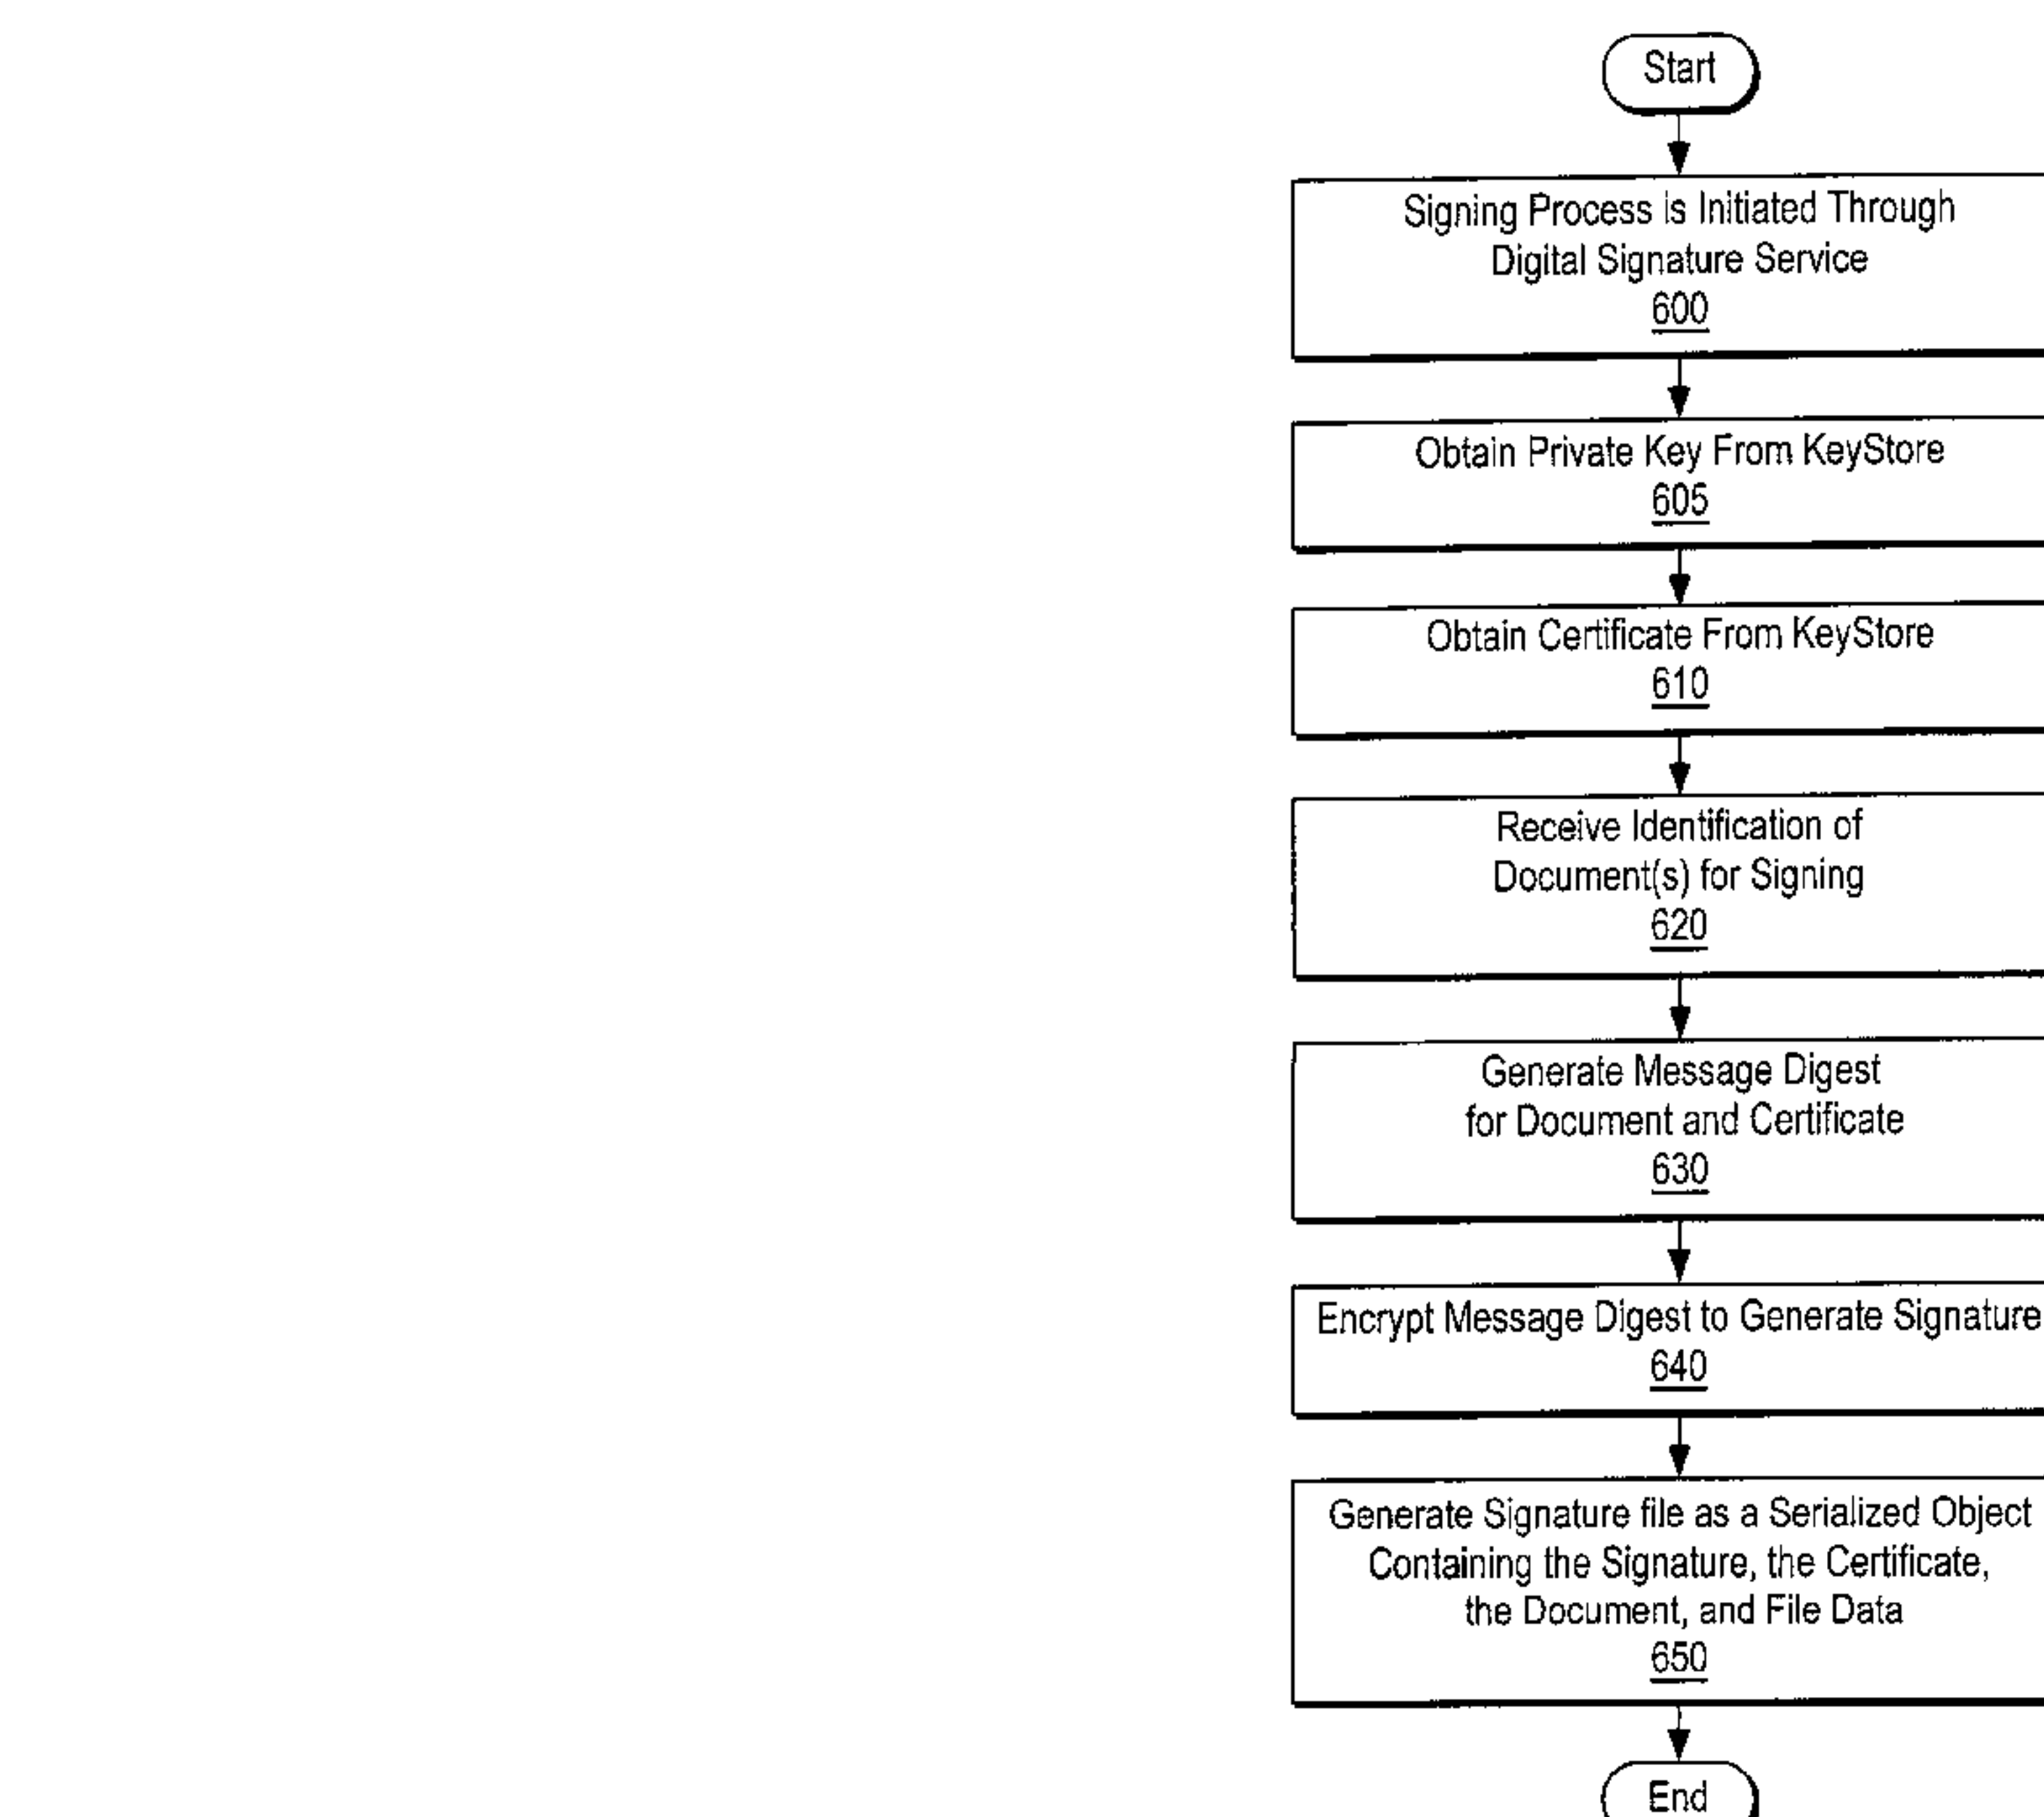 Start
Signing Process is Initiated Through
Digital Signature Service
600
Obtain Private Key From KeyStore
605
Obtain Certificate From KeyStore
610
Receive Identification of
Document(s) for Signing
620
Generate Message Digest
for Document and Certificate
630
Encrypt Message Digest to Generate Signature
640
Generate Signature file as a Serialized Object
Containing the Signature, the Certificate,
the Document, and File Data
650
End